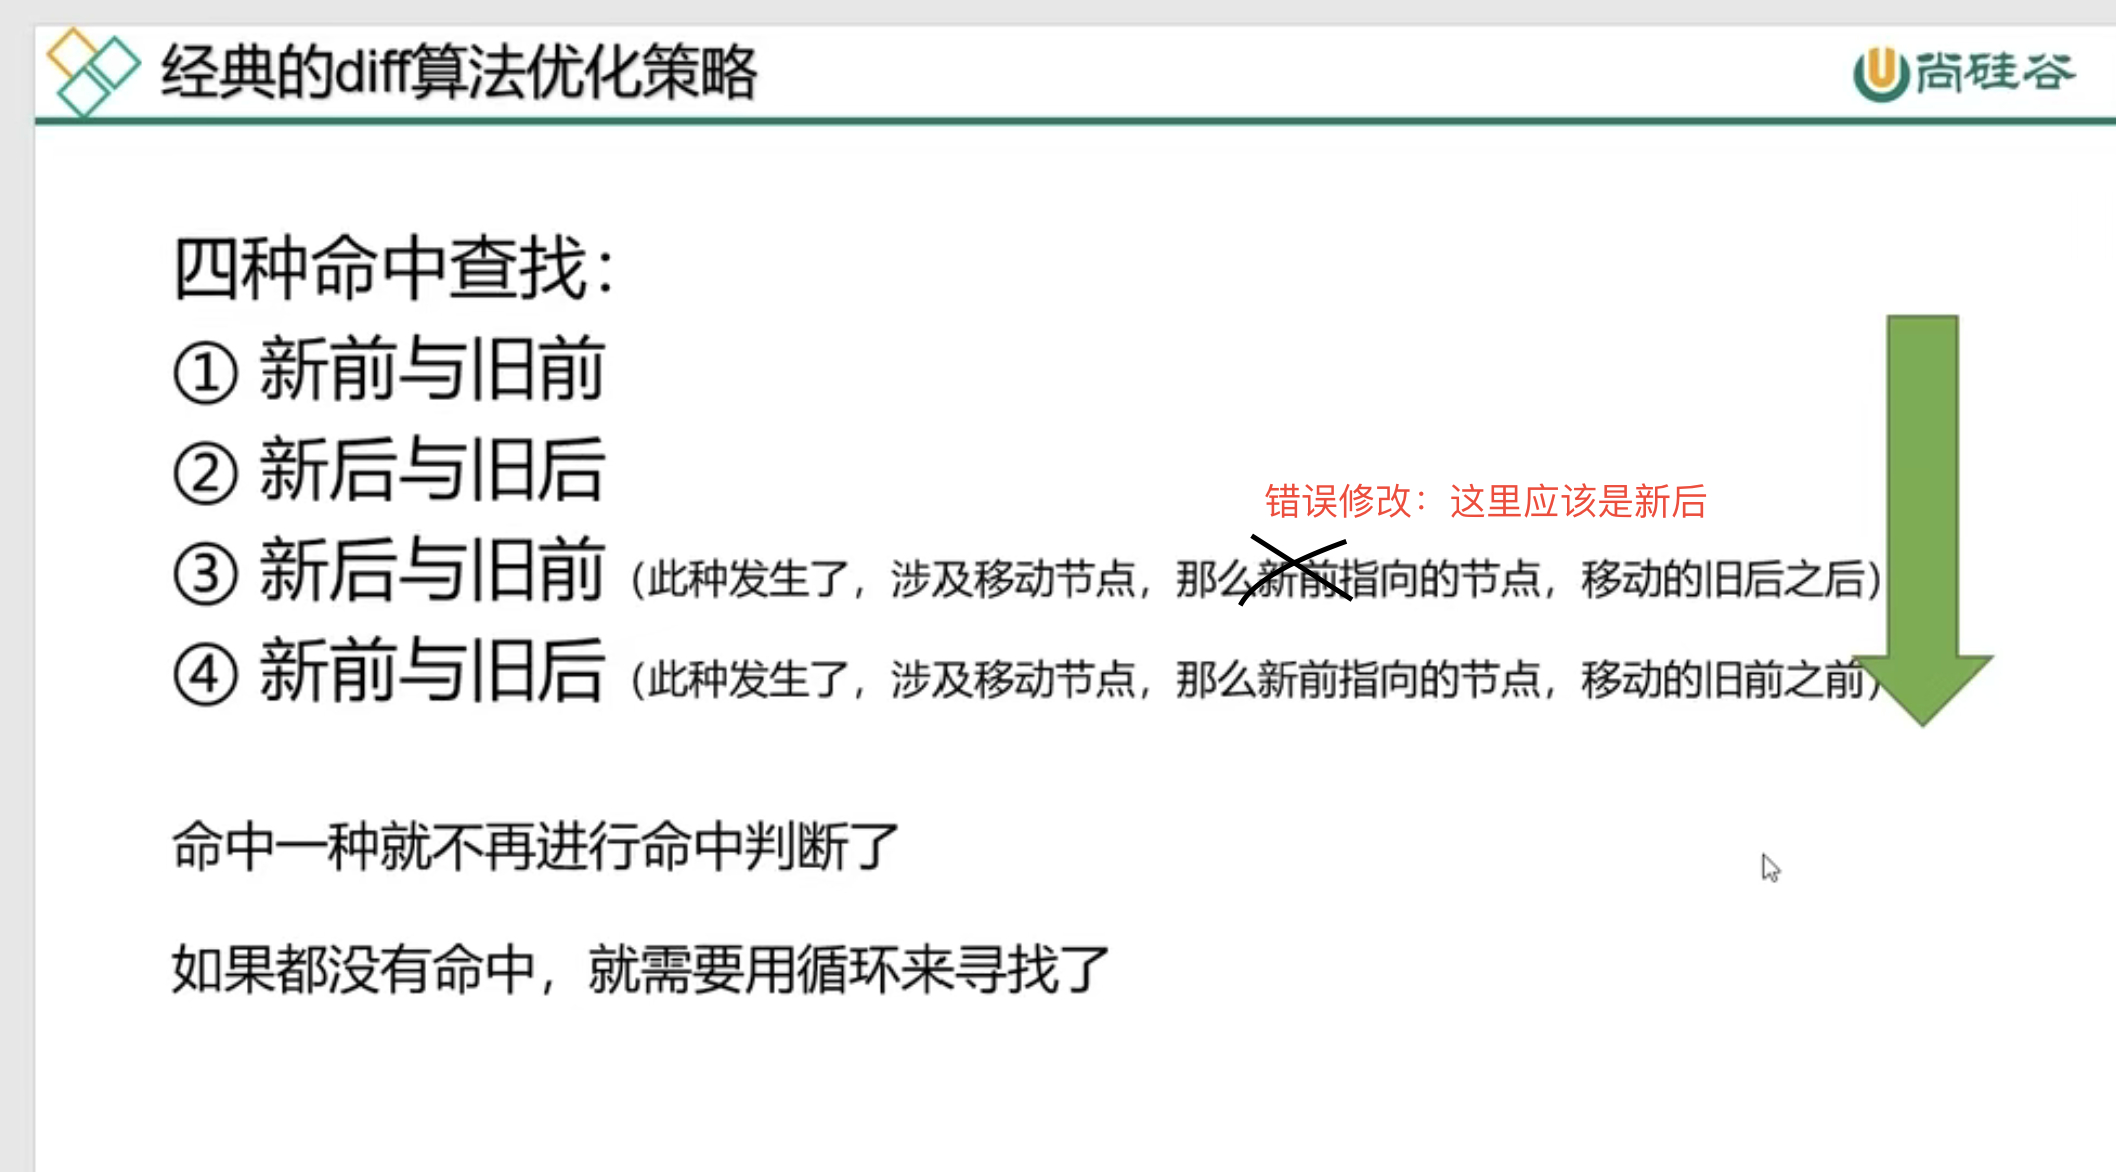 经典的diff算法优化策略
尚硅谷
四种命中查找：
① 新前与旧前
② 新后与旧后
错误修改：这里应该是新后
③ 新后与旧前（此种发生了，涉及移动节点，那么新前指向的节点，移动的旧后之后）
④ 新前与旧后（此种发生了，涉及移动节点，那么新前指向的节点，移动的旧前之前）
命中一种就不再进行命中判断了
如果都没有命中，就需要用循环来寻找了